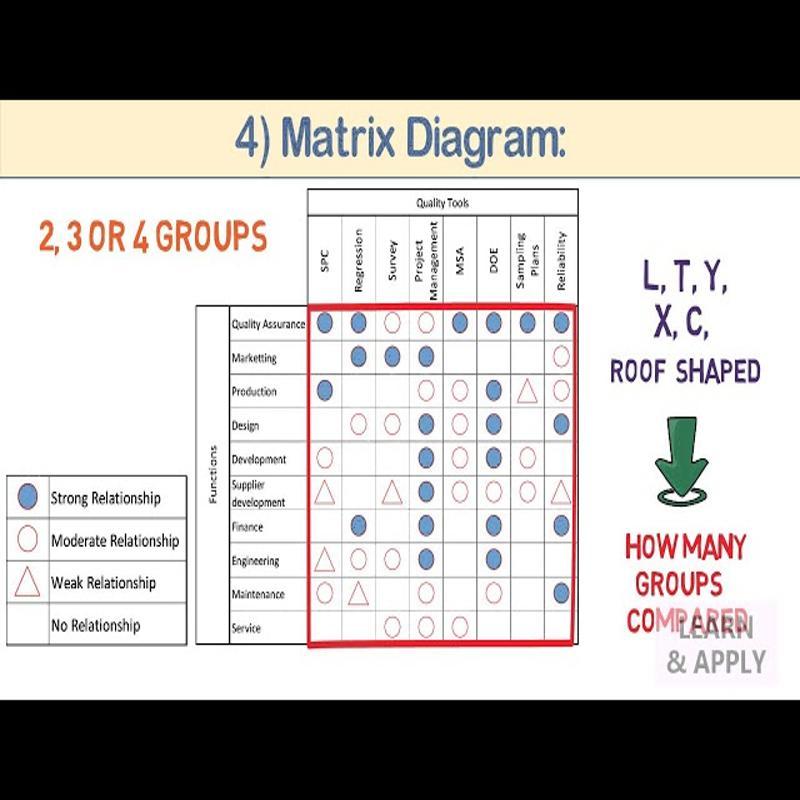 4) Matrix Diagram:
2, 3 OR 4 GROUPS
Quality Tools
SPC
Regression
Survey
Project
Management
MSA
DOE
Sampling
Plans
Reliability
L, T, Y,
X, C,
ROOF SHAPED
Functions
Quality Assurance
Marketting
Production
Design
Development
Supplier
development
Finance
Engineering
Maintenance
Service
Strong Relationship
Moderate Relationship
Weak Relationship
No Relationship
HOW MANY
GROUPS
COMPARED
LEARN
& APPLY